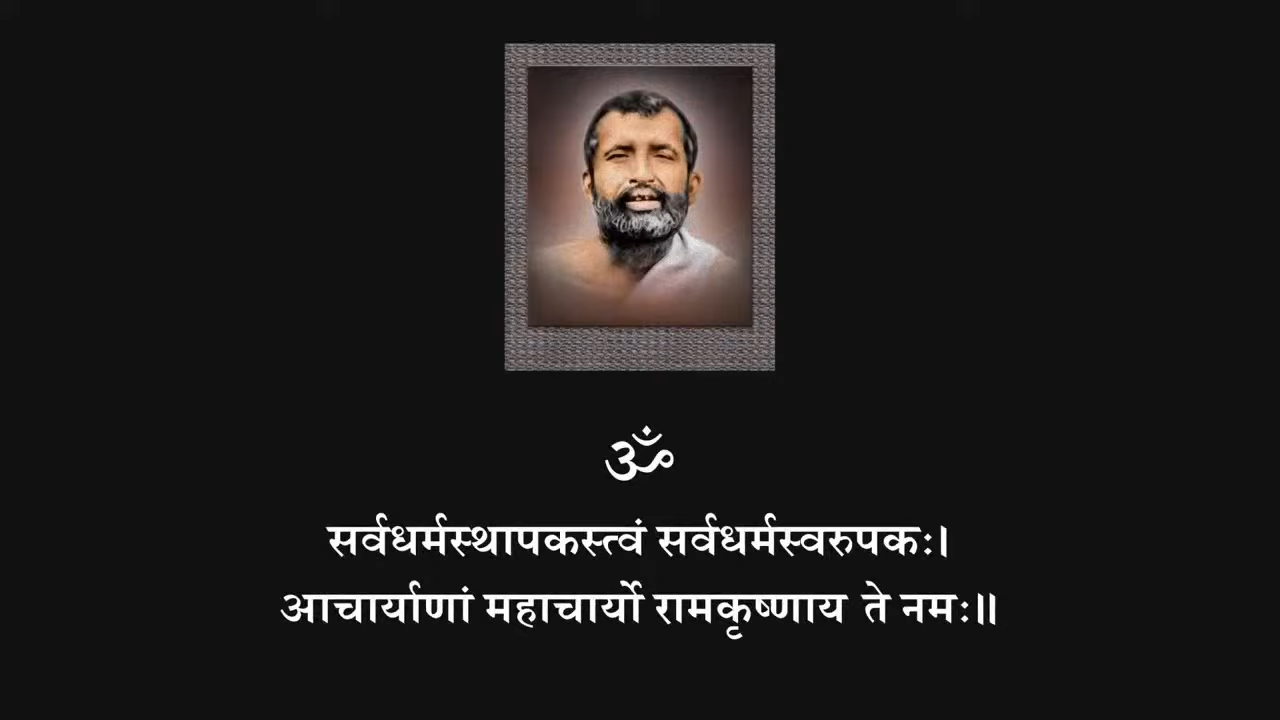 ॐ
सर्वधर्मस्थापकस्त्वं सर्वधर्मस्वरुपकः।
आचार्याणां महाचार्यो रामकृष्णाय ते नमः॥